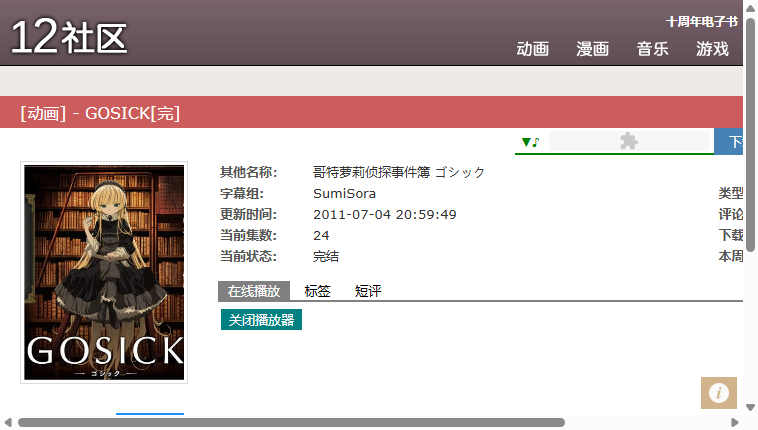 12社区
十周年电子书
动画 漫画 音乐 游戏
[动画] - GOSICK[完]
▼♪
其他名称: 哥特萝莉侦探事件簿 ゴシック
字幕组: SumiSora
类型
更新时间: 2011-07-04 20:59:49
评论
当前集数: 24
下载
当前状态: 完结
本周
在线播放 标签 短评
关闭播放器
GOSICK
ゴシック